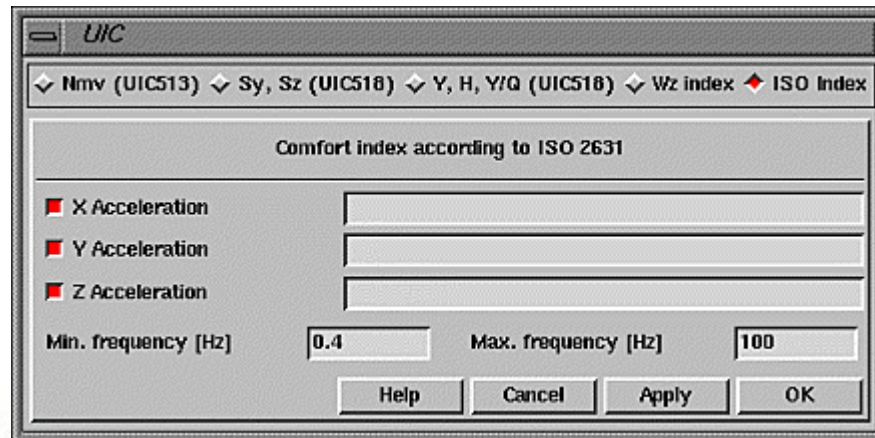 UIC
Nmv (UIC513) Sy, Sz (UIC518) Y, H, Y/Q (UIC518) Wz index ISO Index
Comfort index according to ISO 2631
X Acceleration
Y Acceleration
Z Acceleration
Min. frequency [Hz] 0.4 Max. frequency [Hz] 100
Help Cancel Apply OK